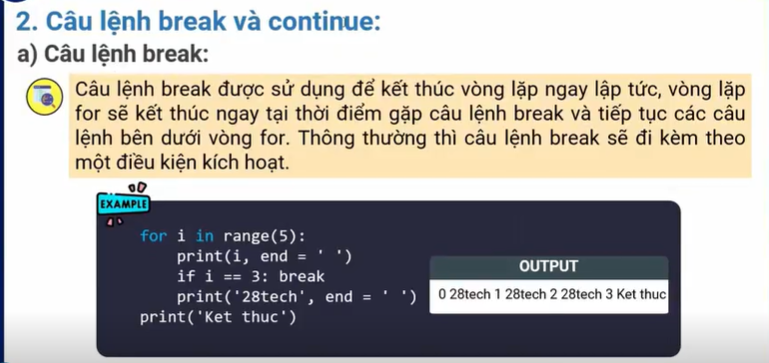 2. Câu lệnh break và continue:
a) Câu lệnh break:
Câu lệnh break được sử dụng để kết thúc vòng lặp ngay lập tức, vòng lặp
for sẽ kết thúc ngay tại thời điểm gặp câu lệnh break và tiếp tục các câu
lệnh bên dưới vòng for. Thông thường thì câu lệnh break sẽ đi kèm theo
một điều kiện kích hoạt.
EXAMPLE
for i in range(5):
    print(i, end = ' ')
    if i == 3: break
    print('28tech', end = ' ')
print('Ket thuc')
OUTPUT
0 28tech 1 28tech 2 28tech 3 Ket thuc